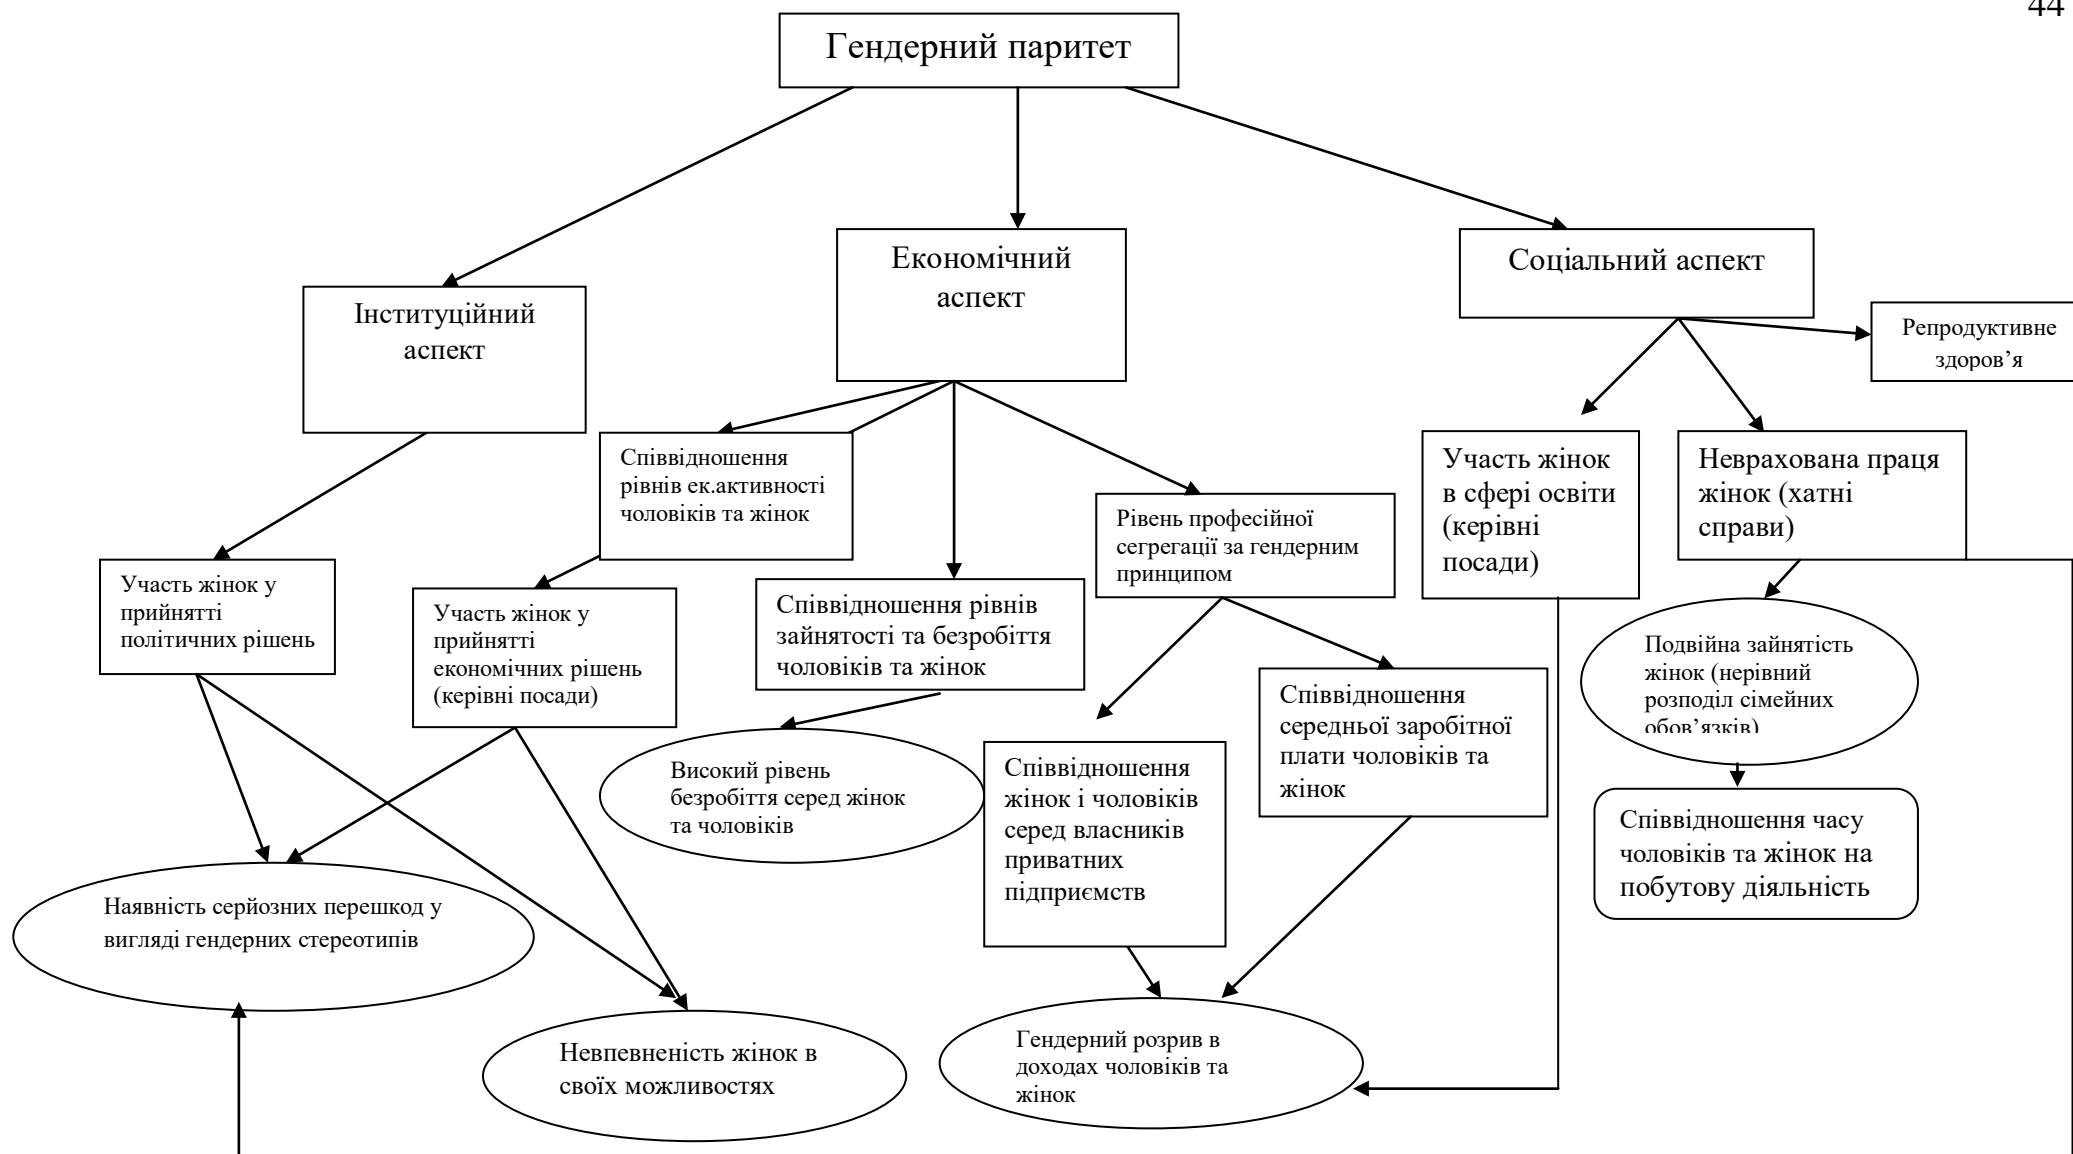 44
Гендерний паритет
Економічний
аспект
Соціальний аспект
Інституційний
аспект
Репродуктивне
здоров’я
Співвідношення
рівнів ек.активності
чоловіків та жінок
Участь жінок
в сфері освіти
(керівні
посади)
Неврахована праця
жінок (хатні
справи)
Рівень професійної
сегрегації за гендерним
принципом
Участь жінок у
прийнятті
політичних рішень
Участь жінок у
прийнятті
економічних рішень
(керівні посади)
Співвідношення рівнів
зайнятості та безробіття
чоловіків та жінок
Подвійна зайнятість
жінок (нерівний
розподіл сімейних
обов’язків)
Співвідношення
середньої заробітної
плати чоловіків та
жінок
Високий рівень
безробіття серед жінок
та чоловіків
Співвідношення
жінок і чоловіків
серед власників
приватних
підприємств
Співвідношення часу
чоловіків та жінок на
побутову діяльність
Наявність серйозних перешкод у
вигляді гендерних стереотипів
Невпевненість жінок в
своїх можливостях
Гендерний розрив в
доходах чоловіків та
жінок